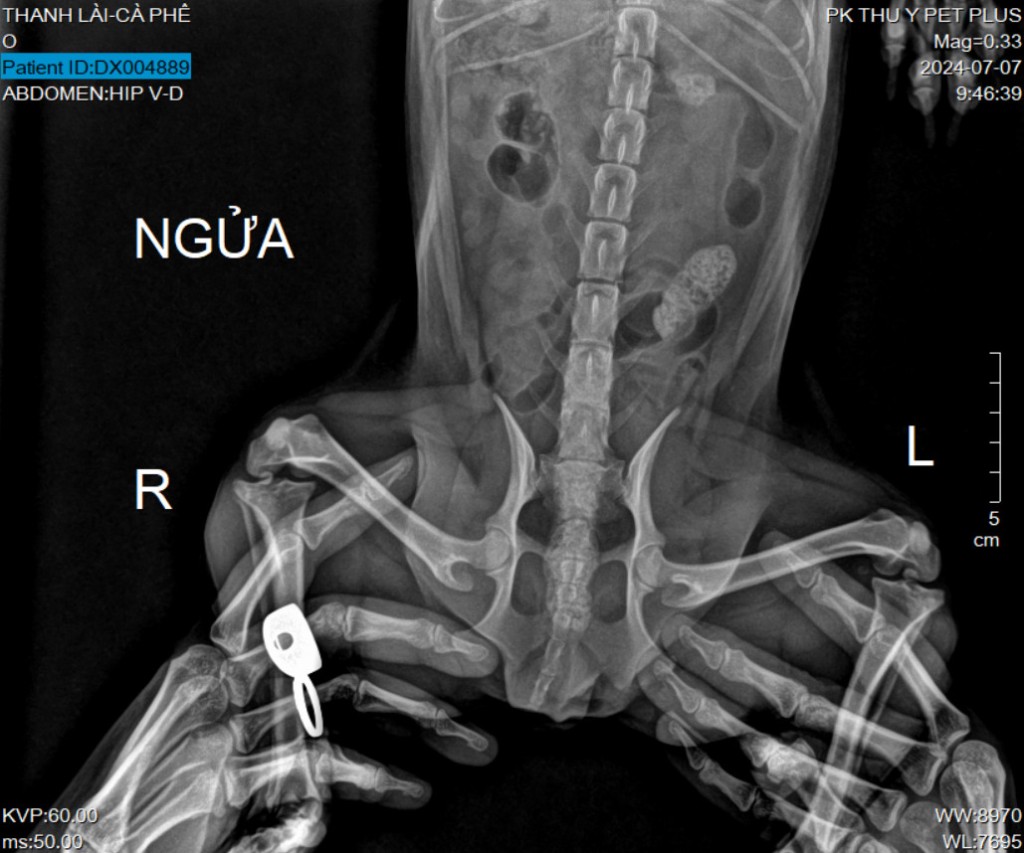 THANH LÀI-CÀ PHÊ
O
Patient ID:DX004889
ABDOMEN:HIP V-D
PK THU Y PET PLUS
Mag=0.33
2024-07-07
9:46:39
NGỬA
R
L
5
cm
KVP:60.00
ms:50.00
WW:8970
WL:7695